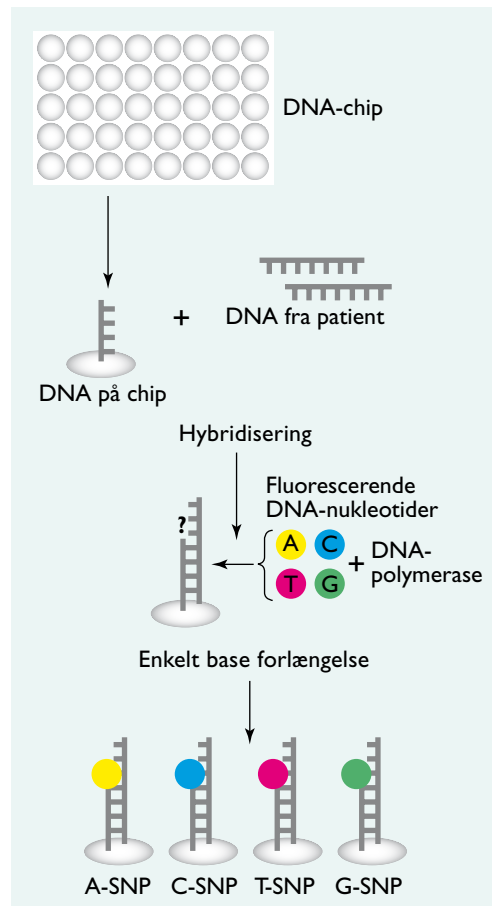 DNA-chip
+
DNA fra patient
DNA på chip
Hybridisering
Fluorescerende
DNA-nukleotider
?
A C
T G
+ DNA-
polymerase
Enkelt base forlængelse
A-SNP C-SNP T-SNP G-SNP